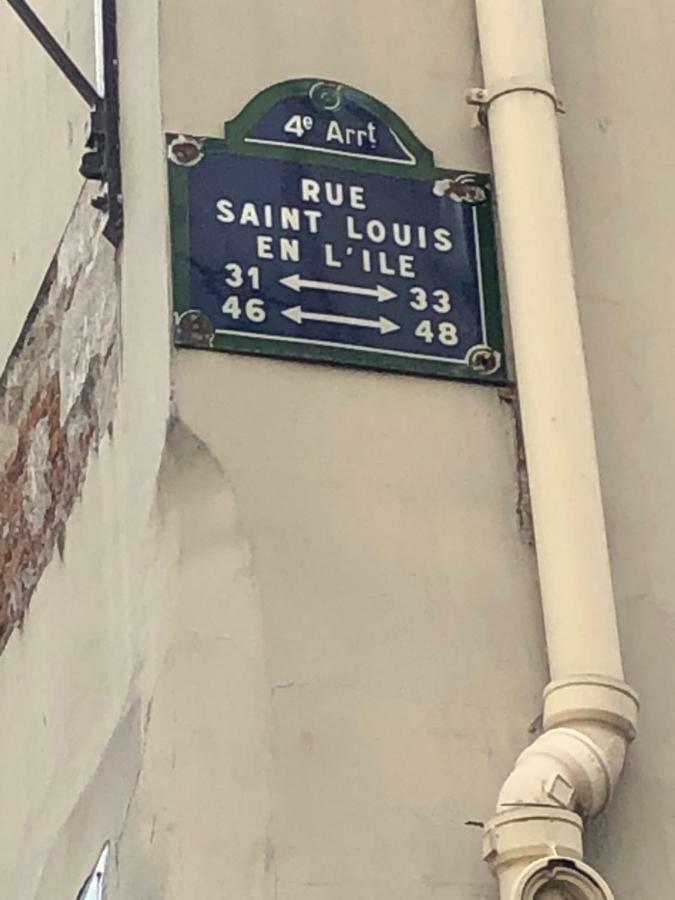 4e Arrt
RUE
SAINT LOUIS
EN L'ILE
31 ↔ 33
46 ↔ 48